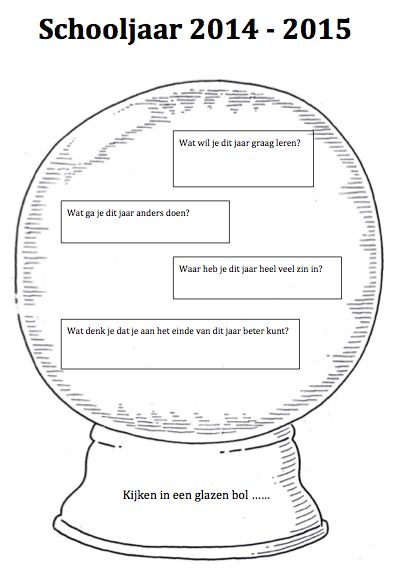 Schooljaar 2014 - 2015
Wat wil je dit jaar graag leren?
Wat ga je dit jaar anders doen?
Waar heb je dit jaar heel veel zin in?
Wat denk je dat je aan het einde van dit jaar beter kunt?
Kijken in een glazen bol ......